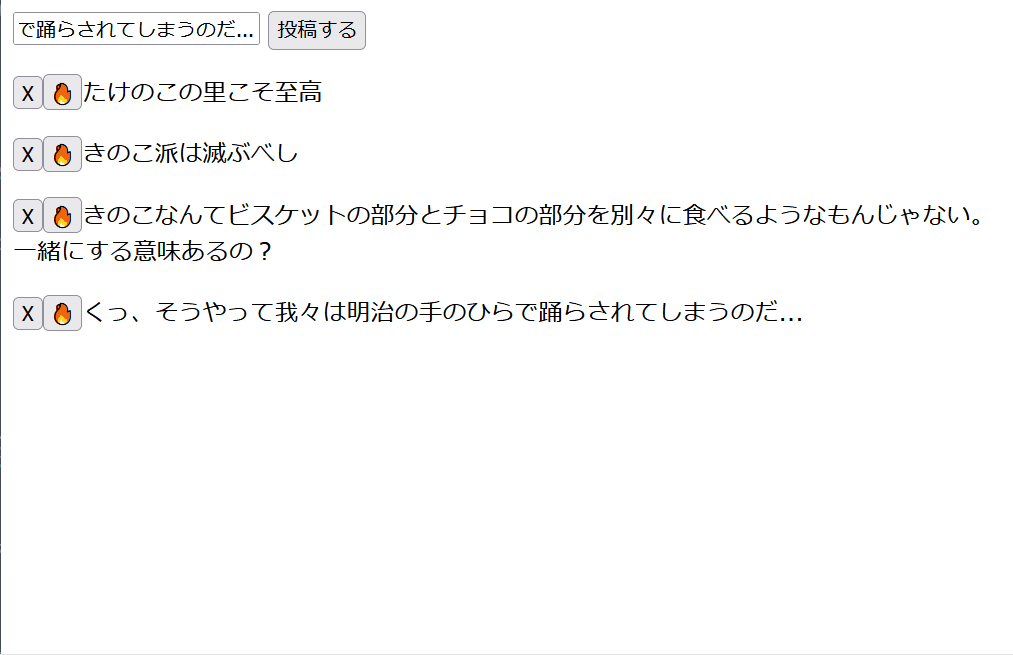 で踊らされてしまうのだ... 投稿する
X 🔥 たけのこの里こそ至高
X 🔥 きのこ派は滅ぶべし
X 🔥 きのこなんてビスケットの部分とチョコの部分を別々に食べるようなもんじゃない。
一緒にする意味あるの？
X 🔥 くっ、そうやって我々は明治の手のひらで踊らされてしまうのだ...